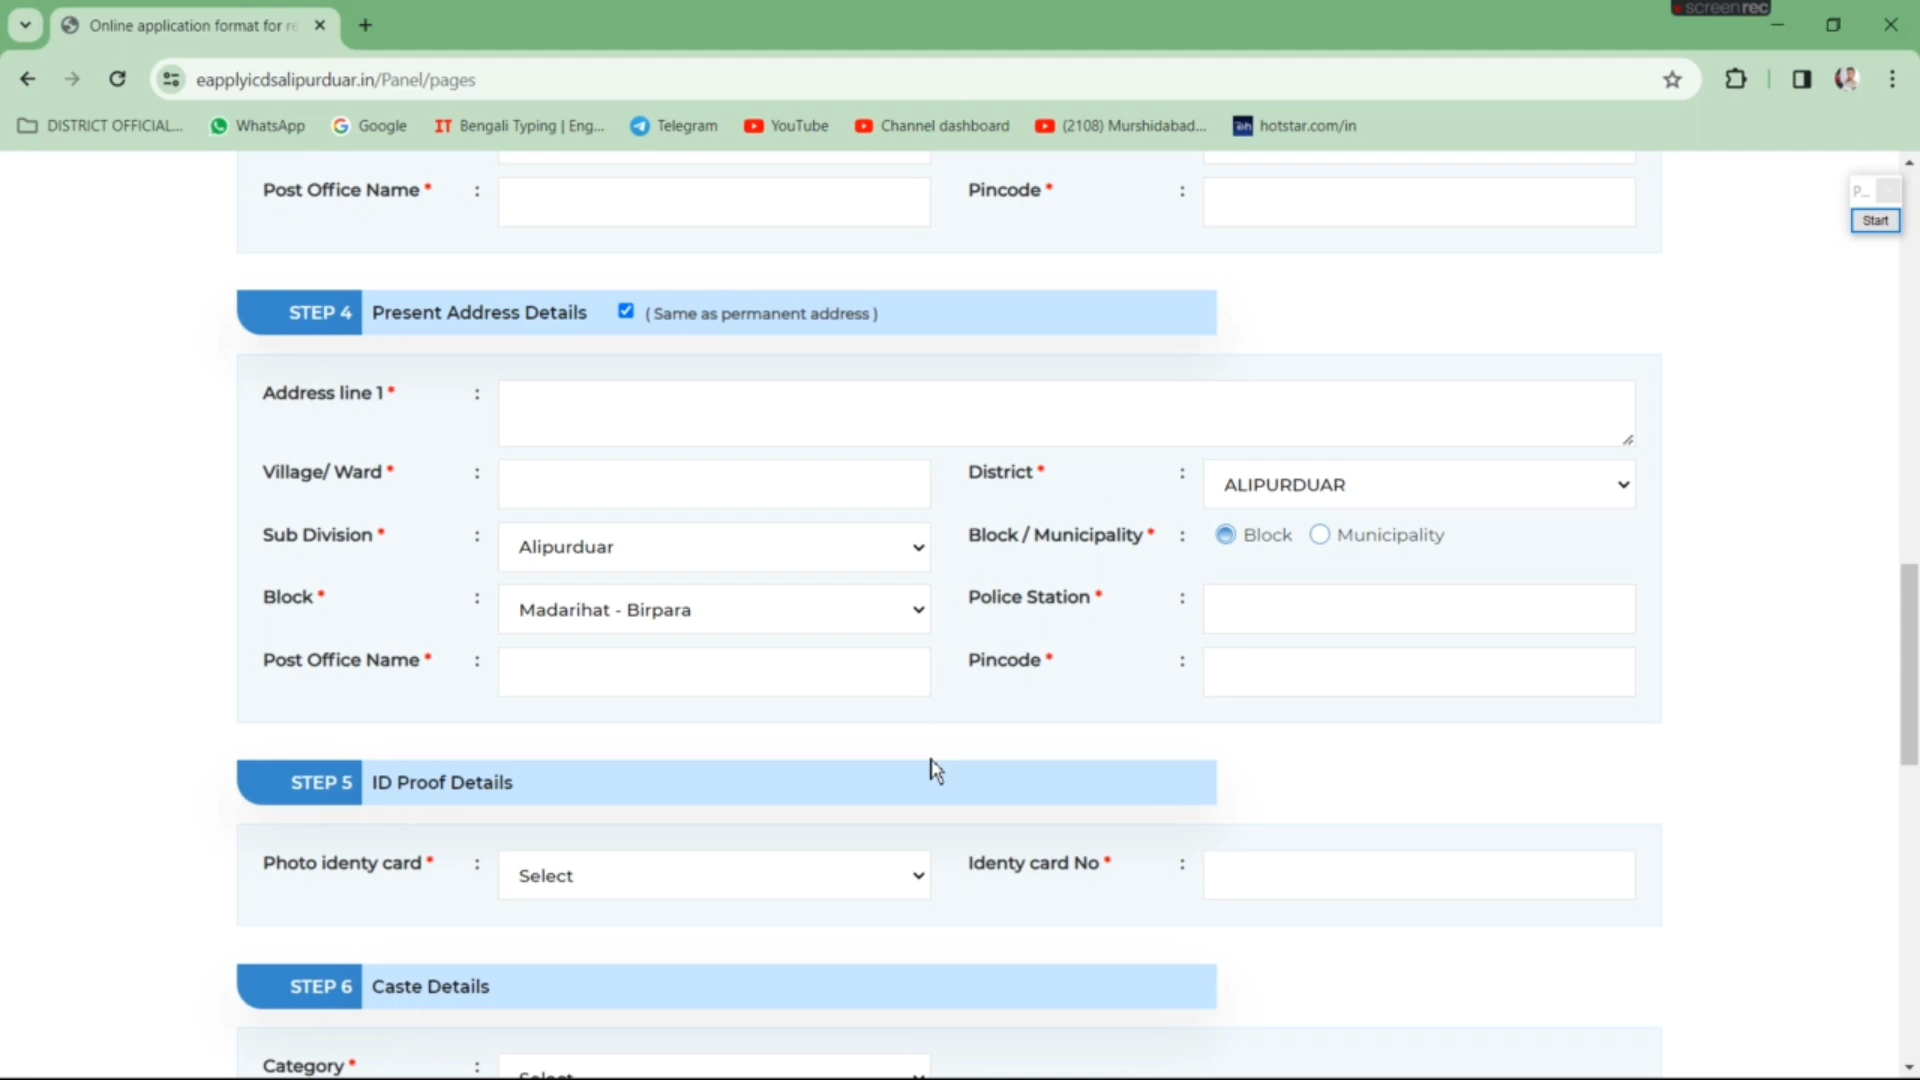 Online application format for re
screenrec
eapplyicdsalipurduar.in/Panel/pages
DISTRICT OFFICIAL...
WhatsApp
Google
IT Bengali Typing | Eng...
Telegram
YouTube
Channel dashboard
(2108) Murshidabad...
hotstar.com/in
P...
Start
Post Office Name * :
Pincode * :
STEP 4 Present Address Details ( Same as permanent address )
Address line 1 * :
Village/ Ward * :
District * : ALIPURDUAR
Sub Division * : Alipurduar
Block / Municipality * : Block Municipality
Block * : Madarihat - Birpara
Police Station * :
Post Office Name * :
Pincode * :
STEP 5 ID Proof Details
Photo identy card * : Select
Identy card No * :
STEP 6 Caste Details
Category * : Select